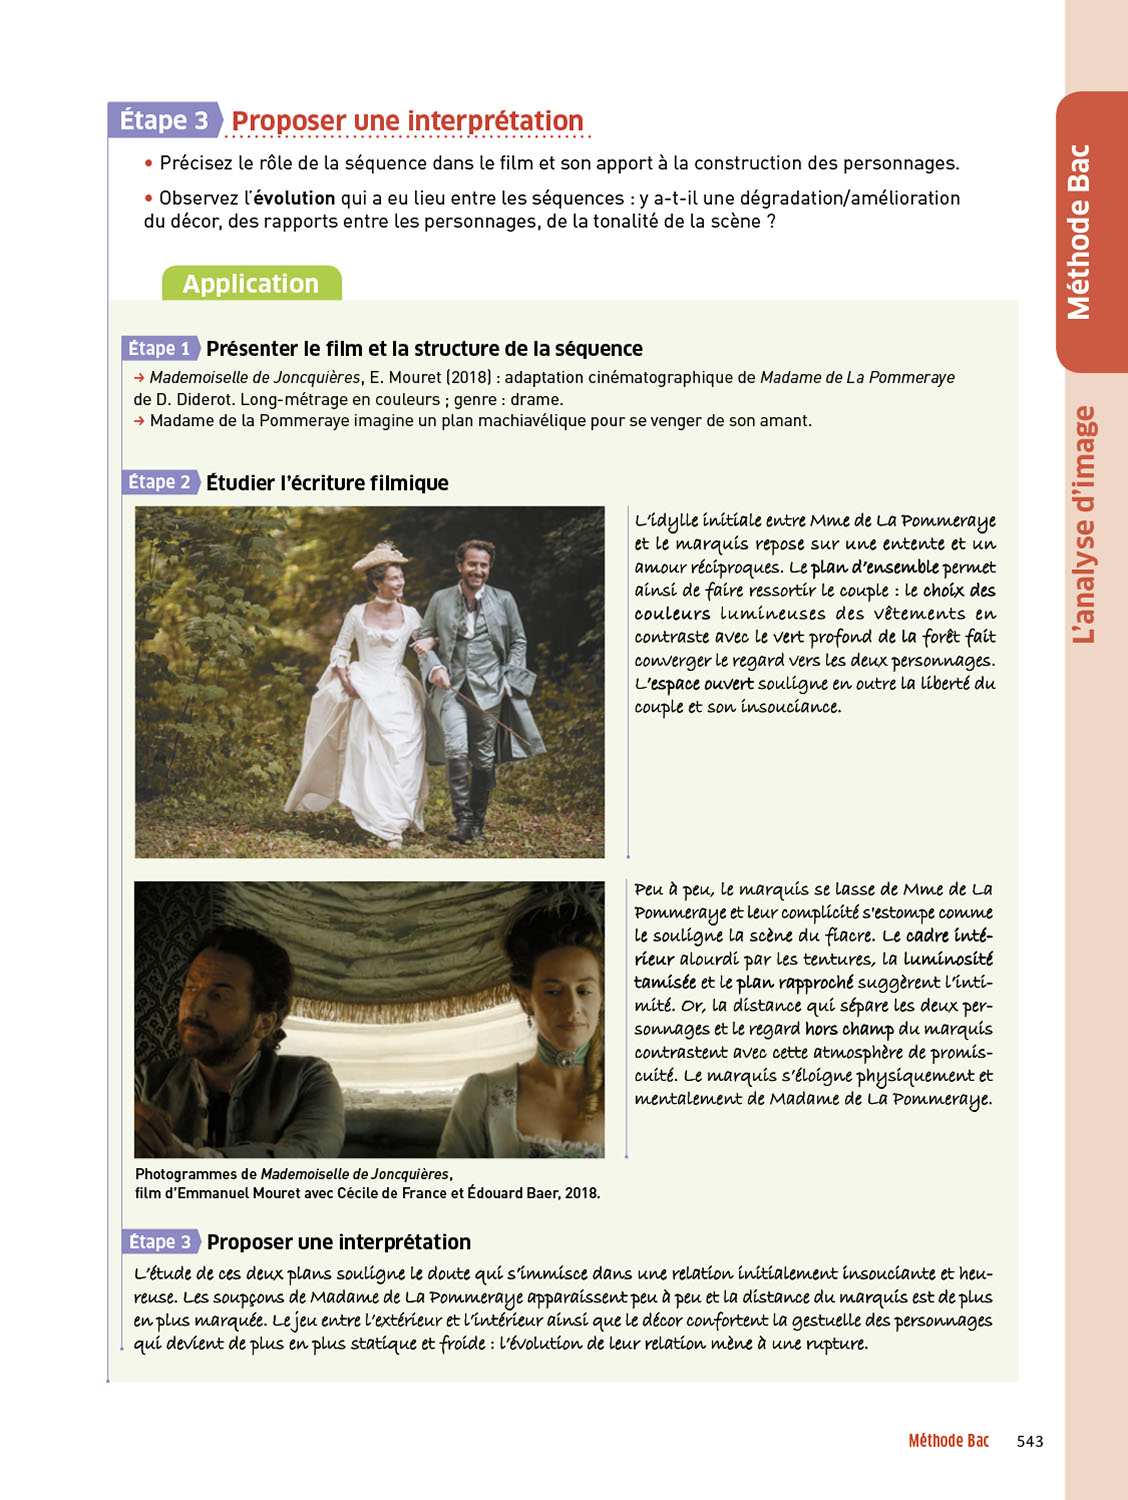 Étape 3 Proposer une interprétation
• Précisez le rôle de la séquence dans le film et son apport à la construction des personnages.
• Observez l'évolution qui a eu lieu entre les séquences : y a-t-il une dégradation/amélioration
du décor, des rapports entre les personnages, de la tonalité de la scène ?
Application
Étape 1 Présenter le film et la structure de la séquence
→ Mademoiselle de Joncquières, E. Mouret (2018) : adaptation cinématographique de Madame de La Pommeraye
de D. Diderot. Long-métrage en couleurs ; genre : drame.
→ Madame de la Pommeraye imagine un plan machiavélique pour se venger de son amant.
Étape 2 Étudier l'écriture filmique
L'idylle initiale entre Mme de La Pommeraye
et le marquis repose sur une entente et un
amour réciproques. Le plan d'ensemble permet
ainsi de faire ressortir le couple : le choix des
couleurs lumineuses des vêtements en
contraste avec le vert profond de la forêt fait
converger le regard vers les deux personnages.
L'espace ouvert souligne en outre la liberté du
couple et son insouciance.
Peu à peu, le marquis se lasse de Mme de La
Pommeraye et leur complicité s'estompe comme
le souligne la scène du fiacre. Le cadre inté-
rieur alourdi par les tentures, la luminosité
tamisée et le plan rapproché suggèrent l'inti-
mité. Or, la distance qui sépare les deux per-
sonnages et le regard hors champ du marquis
contrastent avec cette atmosphère de promis-
cuité. Le marquis s'éloigne physiquement et
mentalement de Madame de La Pommeraye.
Photogrammes de Mademoiselle de Joncquières,
film d'Emmanuel Mouret avec Cécile de France et Édouard Baer, 2018.
Étape 3 Proposer une interprétation
L'étude de ces deux plans souligne le doute qui s'immisce dans une relation initialement insouciante et heu-
reuse. Les soupçons de Madame de La Pommeraye apparaissent peu à peu et la distance du marquis est de plus
en plus marquée. Le jeu entre l'extérieur et l'intérieur ainsi que le décor confortent la gestuelle des personnages
qui devient de plus en plus statique et froide : l'évolution de leur relation mène à une rupture.
Méthode Bac 543
Méthode Bac
L'analyse d'image